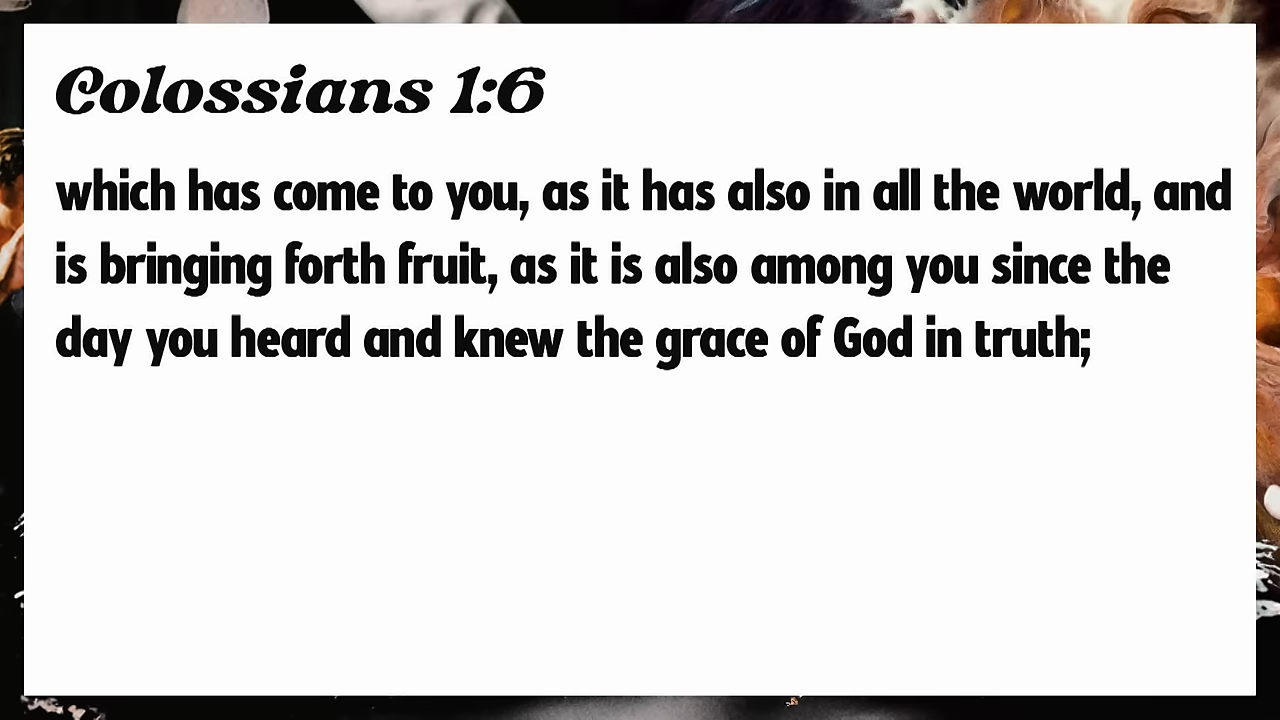 Colossians 1:6
which has come to you, as it has also in all the world, and
is bringing forth fruit, as it is also among you since the
day you heard and knew the grace of God in truth;